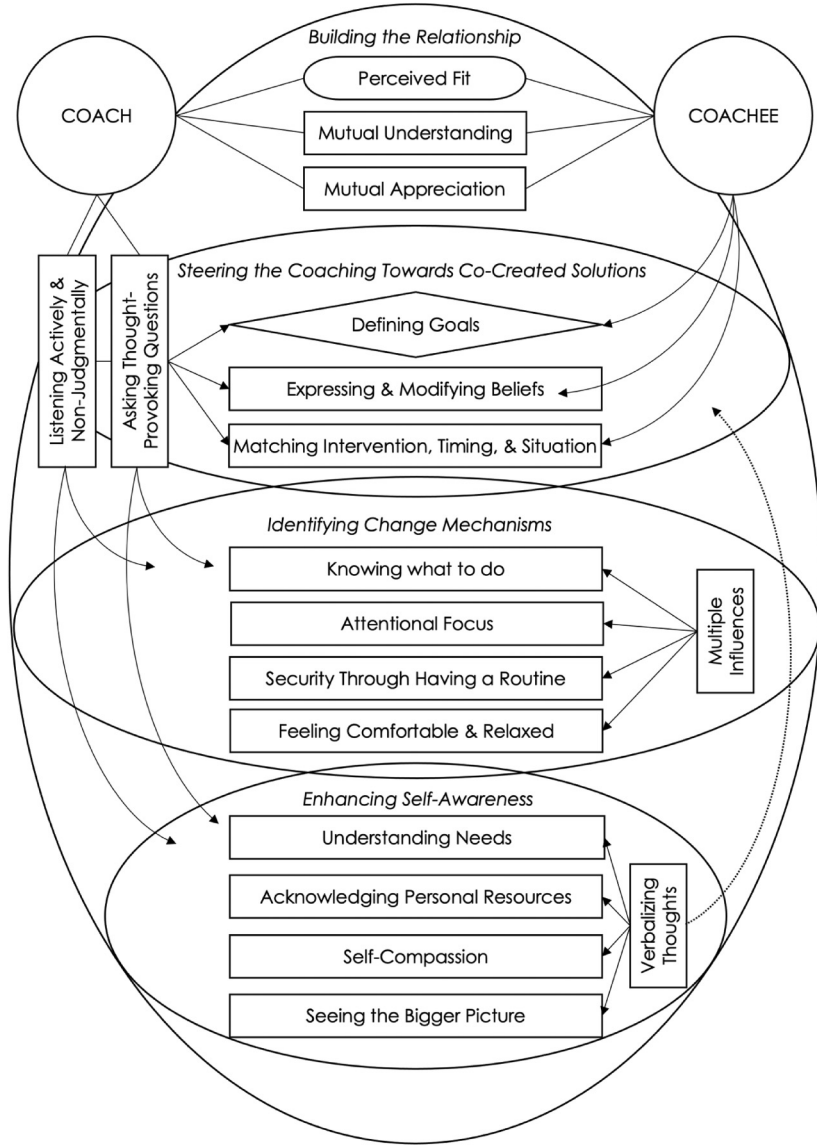 Building the Relationship
COACH
Perceived Fit
COACHEE
Mutual Understanding
Mutual Appreciation
Steering the Coaching Towards Co-Created Solutions
Listening Actively &
Non-Judgmentally
Asking Thought-
Provoking Questions
Defining Goals
Expressing & Modifying Beliefs
Matching Intervention, Timing, & Situation
Identifying Change Mechanisms
Knowing what to do
Attentional Focus
Security Through Having a Routine
Feeling Comfortable & Relaxed
Multiple
Influences
Enhancing Self-Awareness
Understanding Needs
Acknowledging Personal Resources
Self-Compassion
Seeing the Bigger Picture
Verbalizing
Thoughts